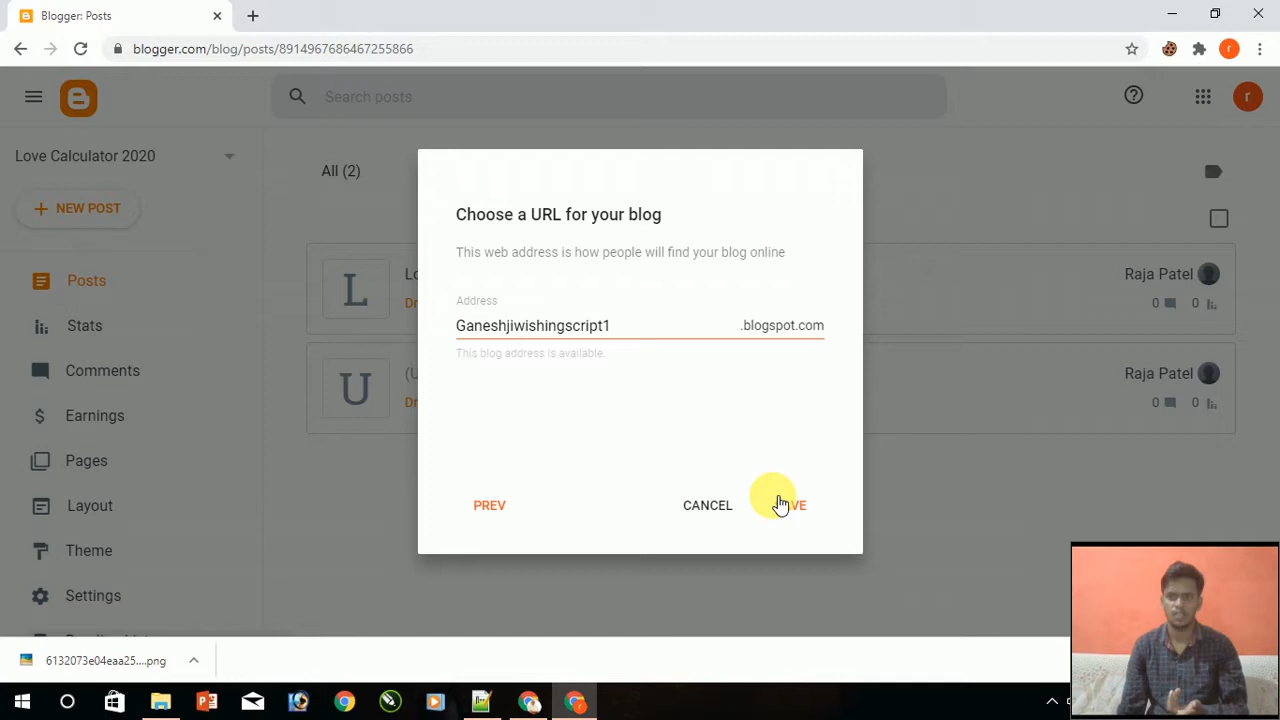 Blogger: Posts
blogger.com/blog/posts/8914967686467255866
r
Search posts
r
Love Calculator 2020
All (2)
NEW POST
Choose a URL for your blog
This web address is how people will find your blog online
Posts
L
Raja Patel
0
0
Address
Stats
Ganeshjiwishingscript1
.blogspot.com
This blog address is available.
Comments
U
(U
Raja Patel
0
0
Earnings
Pages
PREV
CANCEL
Layout
Theme
Settings
6132073e04eaa25....png